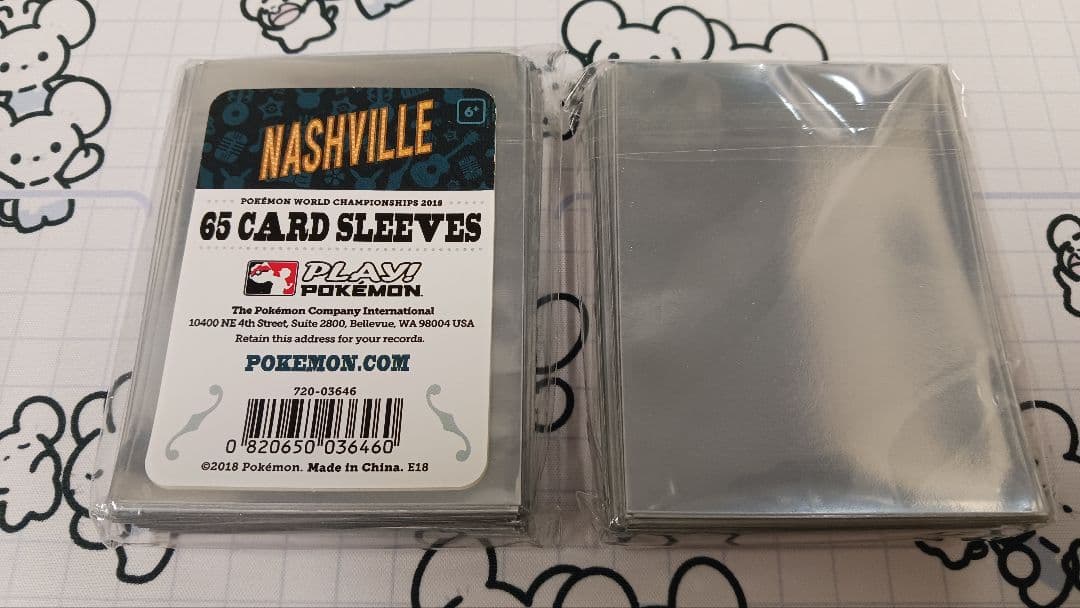 NASHVILLE
6+
POKÉMON WORLD CHAMPIONSHIPS 2018
65 CARD SLEEVES
PLAY!
POKÉMON
The Pokémon Company International
10400 NE 4th Street, Suite 2800, Bellevue, WA 98004 USA
Retain this address for your records.
POKEMON.COM
720-03646
0 820650 036460
©2018 Pokémon. Made in China. E18